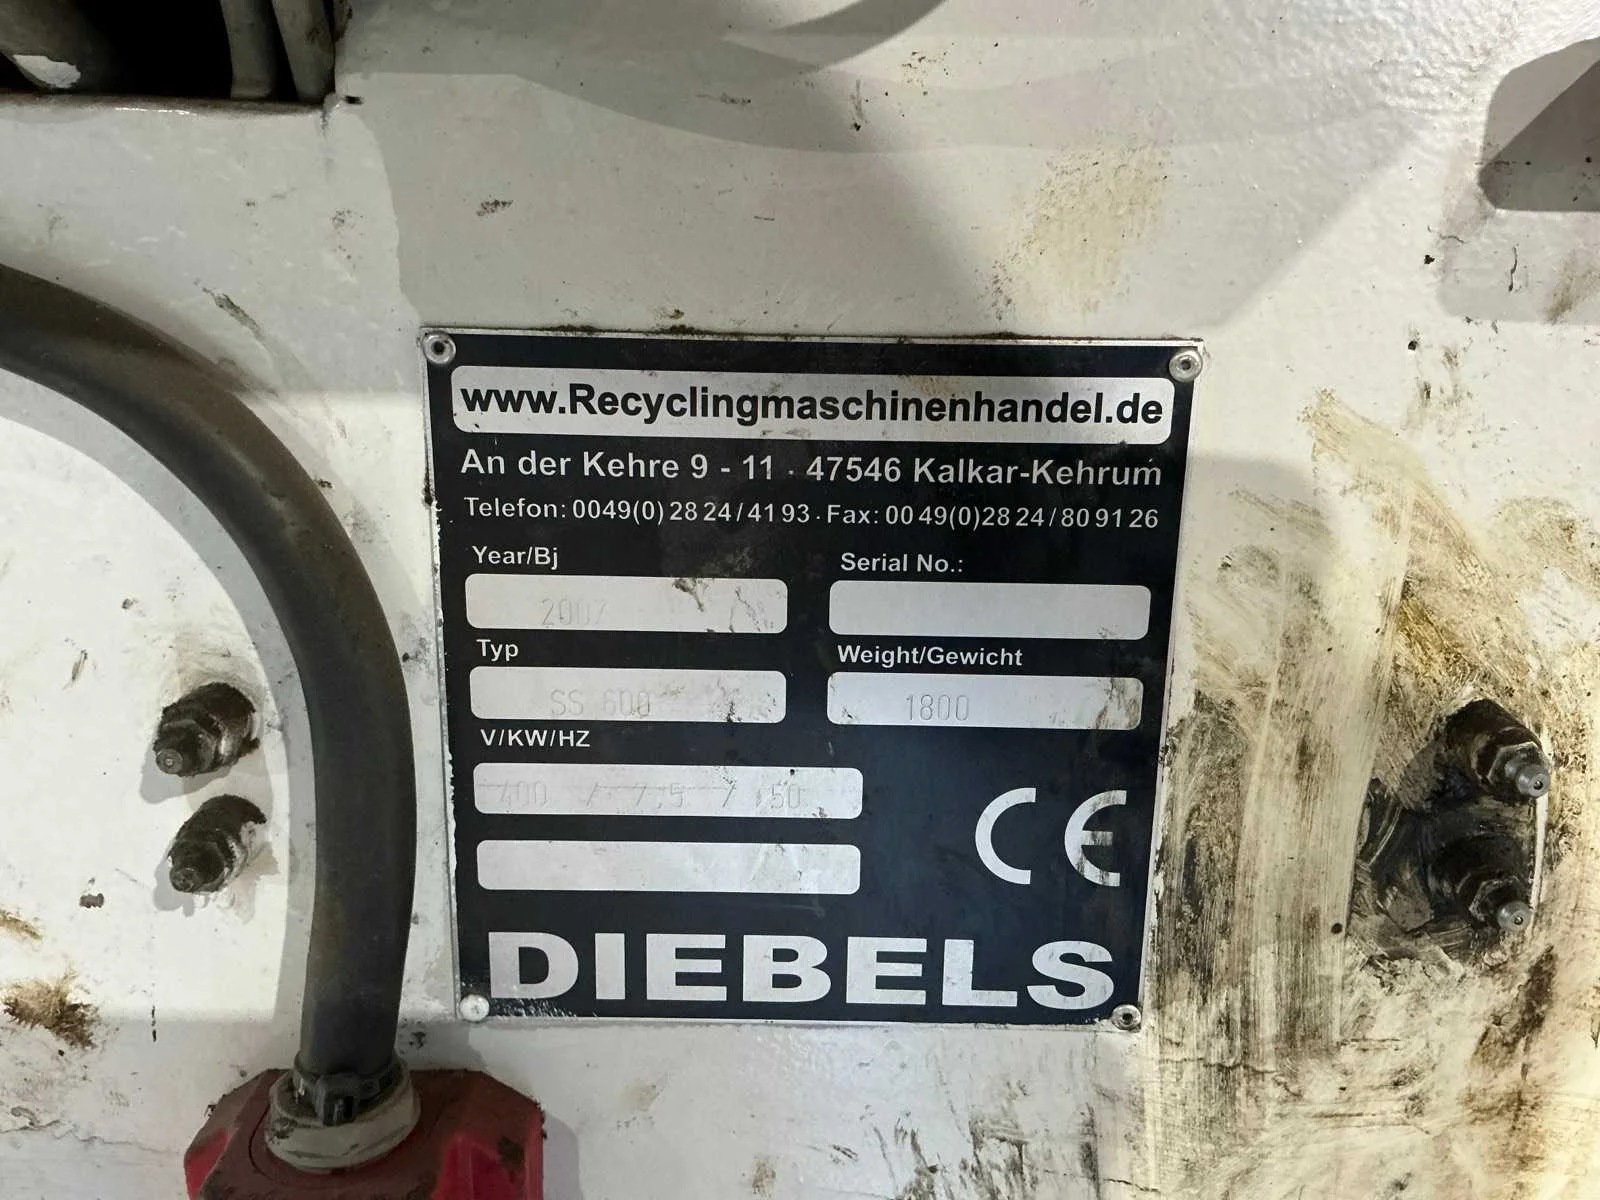 www.Recyclingmaschinenhandel.de
An der Kehre 9 - 11 · 47546 Kalkar-Kehrum
Telefon: 0049(0) 28 24 / 41 93 · Fax: 00 49(0)28 24 / 80 91 26
Year/Bj
Serial No.:
2007
Typ
Weight/Gewicht
SS 600
1800
V/KW/HZ
400 / 7,5 / 50
CE
DIEBELS